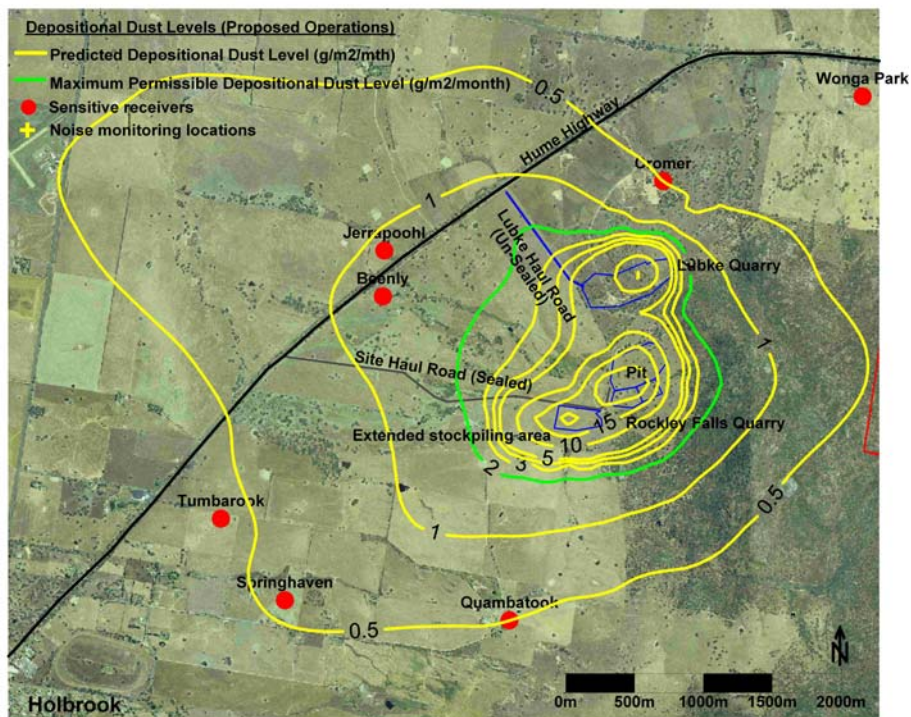 Depositional Dust Levels (Proposed Operations)
Predicted Depositional Dust Level (g/m2/mth)
Maximum Permissible Depositional Dust Level (g/m2/month)
Sensitive receivers
Noise monitoring locations
Wonga Park
0.5
Hume Highway
Cromer
1
Jerrapoohl
Lubke Haul Road
(Un-Sealed)
Lubke Quarry
Beenly
1
Site Haul Road (Sealed)
Pit
15
Rockley Falls Quarry
Extended stockpiling area
10
5
3
2
0.5
Tumbarook
1
Springhaven
Quambatook
0.5
N
0m 500m 1000m 1500m 2000m
Holbrook